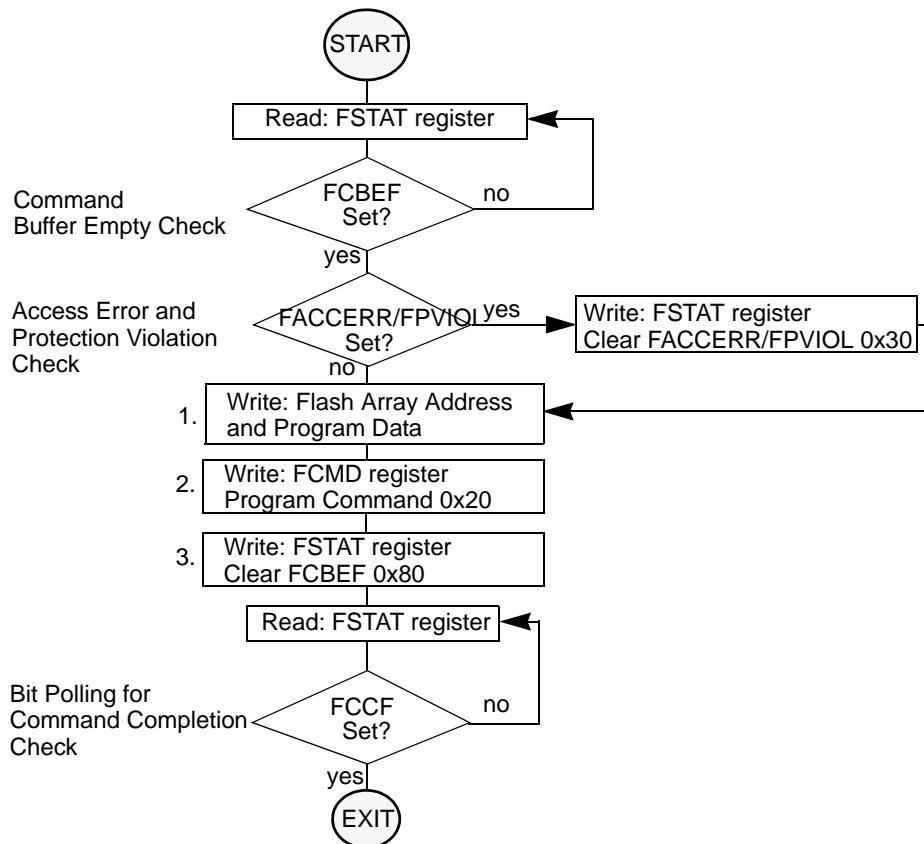 START
Read: FSTAT register
Command
Buffer Empty Check
FCBEF
Set?
no
yes
Access Error and
Protection Violation
Check
FACCERR/FPVIOL
Set?
yes
no
Write: FSTAT register
Clear FACCERR/FPVIOL 0x30
1.
Write: Flash Array Address
and Program Data
2.
Write: FCMD register
Program Command 0x20
3.
Write: FSTAT register
Clear FCBEF 0x80
Read: FSTAT register
Bit Polling for
Command Completion
Check
FCCF
Set?
no
yes
EXIT